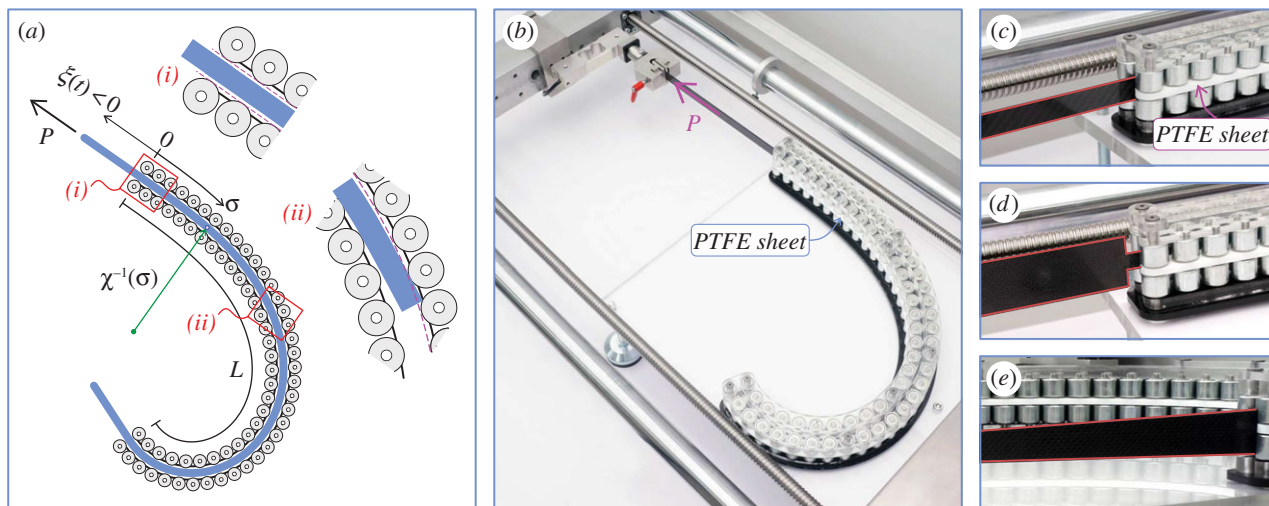 (a)
(i)
ξ(t) < 0
P
0
(i)
σ
(ii)
χ⁻¹(σ)
(ii)
L
(b)
P
PTFE sheet
(c)
PTFE sheet
(d)
(e)